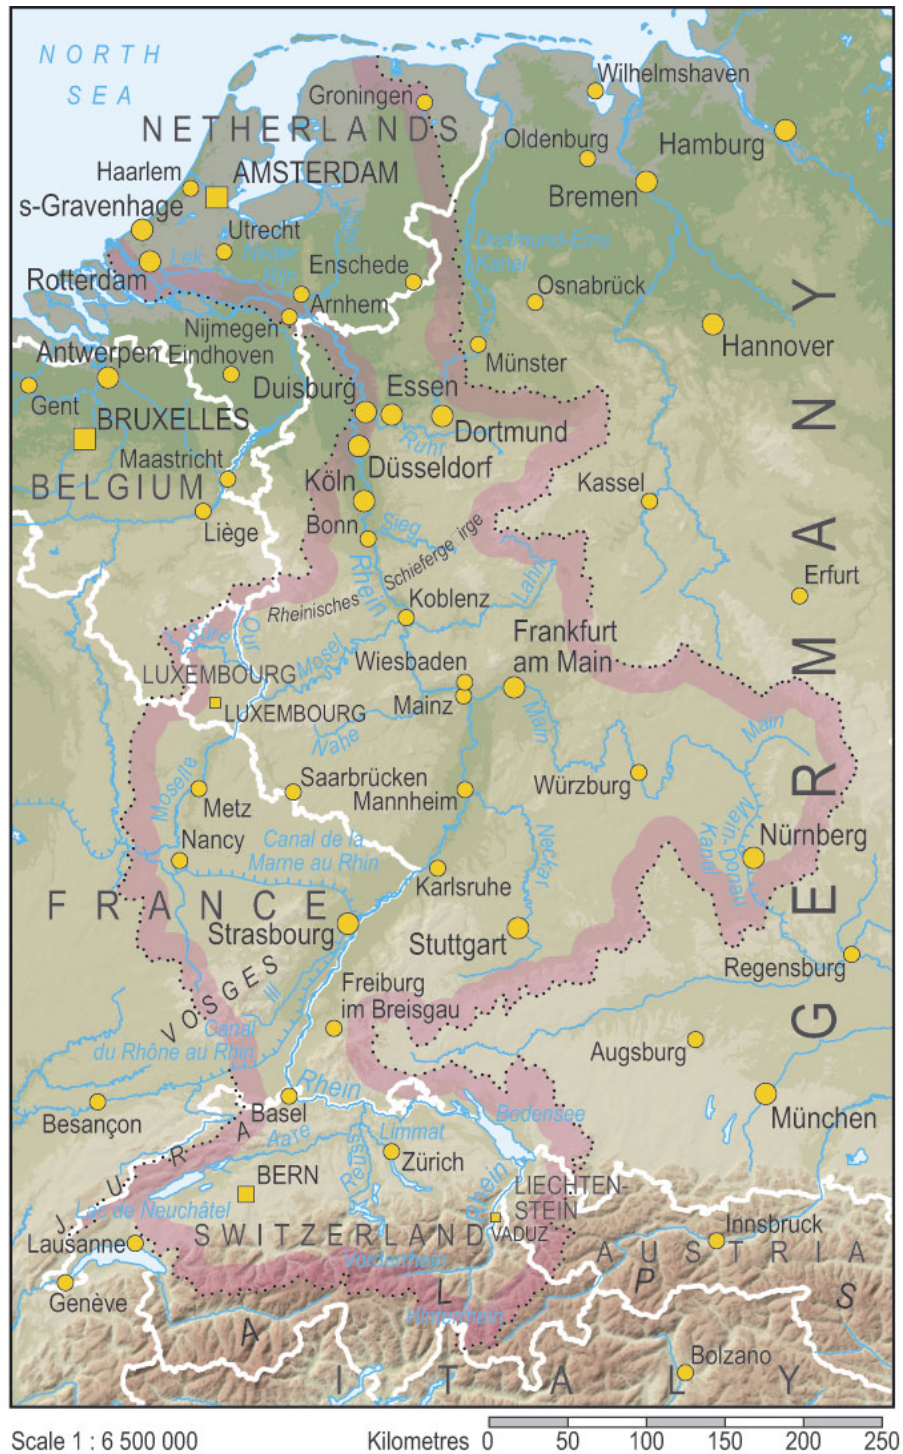 NORTH
SEA
Wilhelmshaven
Groningen
NETHERLANDS
Oldenburg
Hamburg
Haarlem
AMSTERDAM
Bremen
s-Gravenhage
Utrecht
Lek
Neder
Rijn
IJssel
Dortmund-Ems
Kanal
Enschede
Rotterdam
Osnabrück
Arnhem
Nijmegen
Hannover
Antwerpen
Eindhoven
Münster
Gent
Duisburg
Essen
BRUXELLES
Dortmund
Ruhr
Maastricht
Düsseldorf
BELGIUM
Köln
Kassel
Liège
Bonn
Sieg
Rhein
Rheinisches Schieferge irge
Lahn
Erfurt
Koblenz
Sûre
Our
Mosel
Frankfurt
am Main
LUXEMBOURG
Wiesbaden
LUXEMBOURG
Mainz
Main
Main
Nahe
Moselle
Saarbrücken
Würzburg
Metz
Mannheim
Main-Donau
Kanal
Nürnberg
Nancy
Canal de la
Marne au Rhin
Neckar
Karlsruhe
FRANCE
Strasbourg
Stuttgart
GERMANY
Regensburg
VOSGES
Ill
Freiburg
im Breisgau
Canal
du Rhône au Rhin
Augsburg
Rhein
München
Besançon
Basel
Bodensee
JURA
Aare
Limmat
Reuss
Zürich
BERN
Rhein
LIECHTEN-
STEIN
Lac de Neuchâtel
VADUZ
SWITZERLAND
Innsbruck
Lausanne
Vorderrhein
AUSTRIA
Genève
Hinterrhein
ALPS
Bolzano
ITALY
Scale 1 : 6 500 000
Kilometres 0 50 100 150 200 250